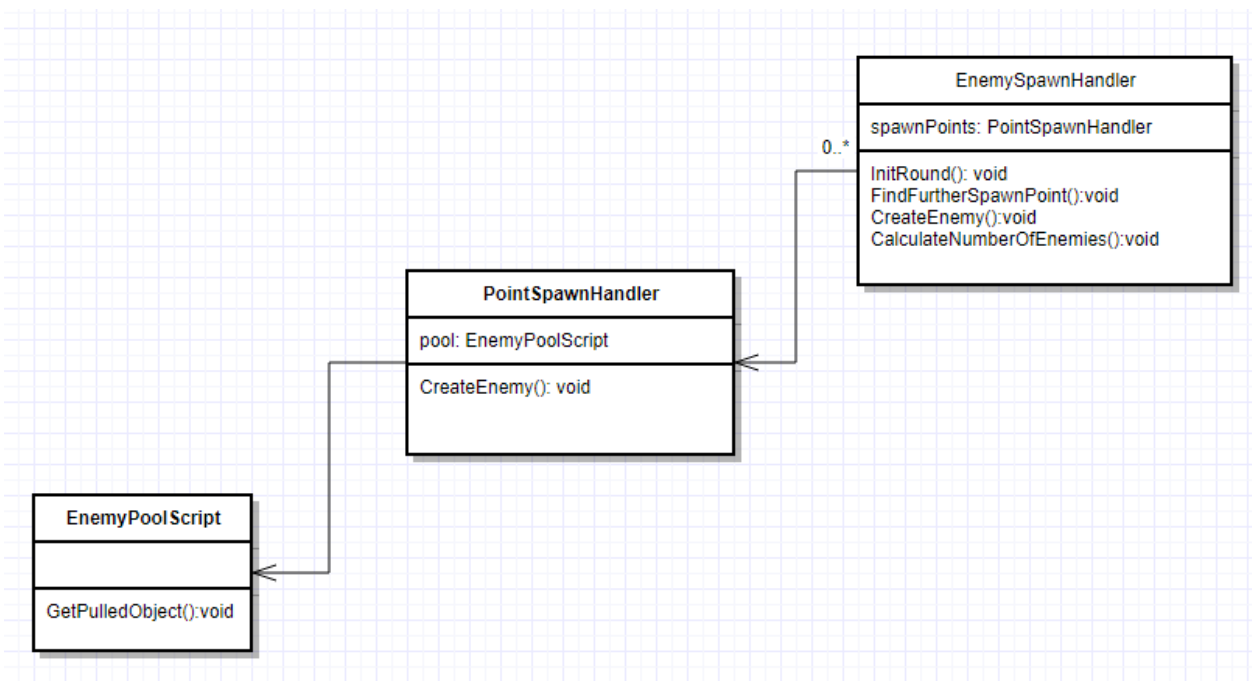 EnemySpawnHandler
spawnPoints: PointSpawnHandler
0..*
InitRound(): void
FindFurtherSpawnPoint():void
CreateEnemy():void
CalculateNumberOfEnemies():void
PointSpawnHandler
pool: EnemyPoolScript
CreateEnemy(): void
EnemyPoolScript
GetPulledObject():void